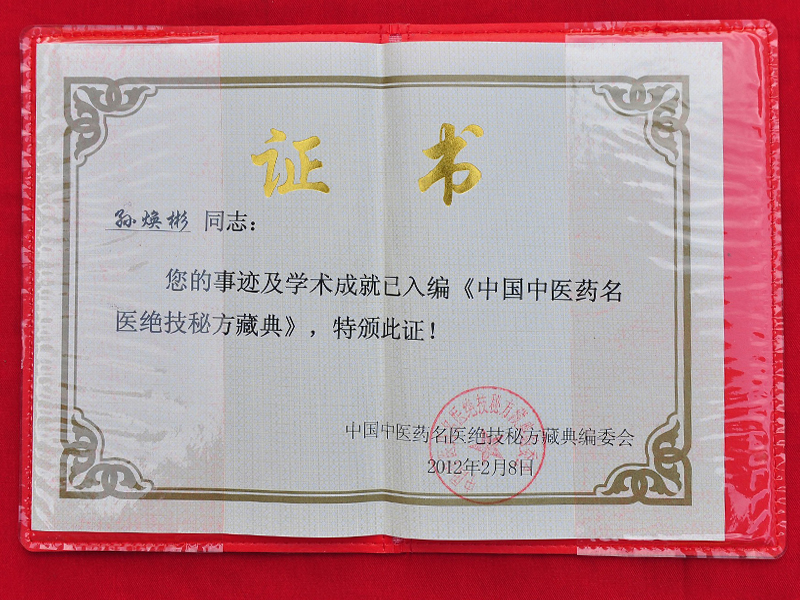 证书
孙焕彬 同志：
您的事迹及学术成就已入编《中国中医药名
医绝技秘方藏典》，特颁此证！
中国中医药名医绝技秘方藏典编委会
2012年2月8日